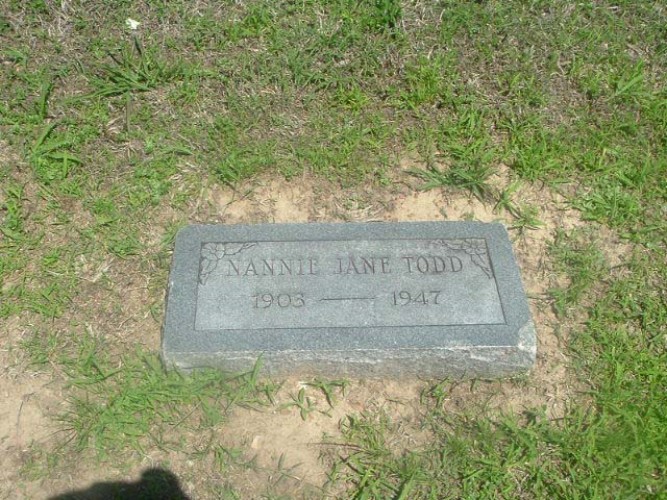 NANNIE JANE TODD
1903 — 1947